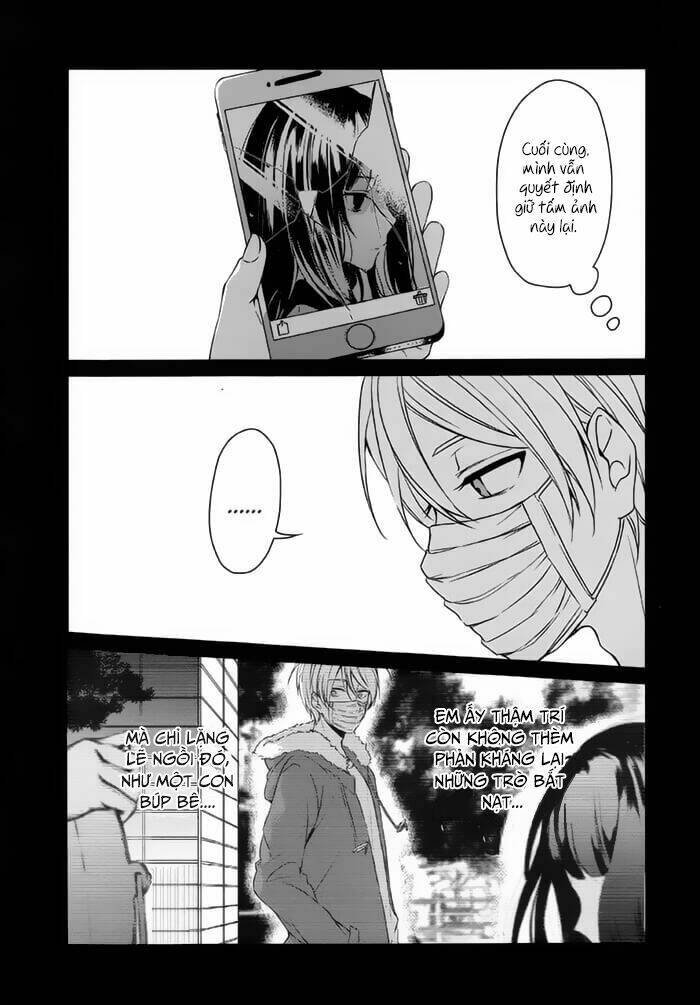 Cuối cùng,
mình vẫn
quyết định
giữ tấm ảnh
này lại.
......
EM ẤY THẬM TRÍ
CÒN KHÔNG THÈM
PHẢN KHÁNG LẠI
NHỮNG TRÒ BẮT
NẠT...
MÀ CHỈ LẲNG
LẼ NGỒI ĐÓ,
NHƯ MỘT CON
BÚP BÊ....